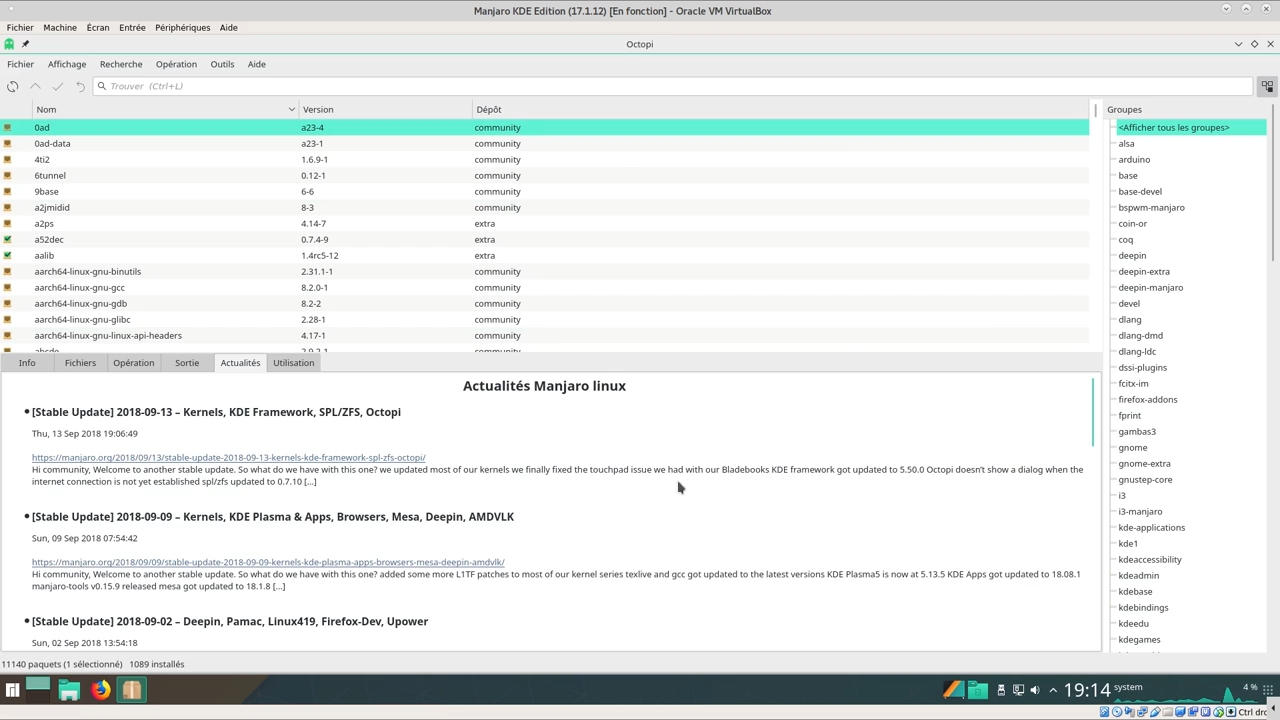 Manjaro KDE Edition (17.1.12) [En fonction] - Oracle VM VirtualBox
Fichier Machine Écran Entrée Périphériques Aide
Octopi
Fichier Affichage Recherche Opération Outils Aide
Trouver (Ctrl+L)
Nom Version Dépôt
0ad a23-4 community
0ad-data a23-1 community
4ti2 1.6.9-1 community
6tunnel 0.12-1 community
9base 6-6 community
a2jmidid 8-3 community
a2ps 4.14-7 extra
a52dec 0.7.4-9 extra
aalib 1.4rc5-12 extra
aarch64-linux-gnu-binutils 2.31.1-1 community
aarch64-linux-gnu-gcc 8.2.0-1 community
aarch64-linux-gnu-gdb 8.2-2 community
aarch64-linux-gnu-glibc 2.28-1 community
aarch64-linux-gnu-linux-api-headers 4.17-1 community
abcde 2.9.2-1 community
Groupes
<Afficher tous les groupes>
alsa
arduino
base
base-devel
bspwm-manjaro
coin-or
coq
deepin
deepin-extra
deepin-manjaro
devel
dlang
dlang-dmd
dlang-ldc
dssi-plugins
fcitx-im
firefox-addons
fprint
gambas3
gnome
gnome-extra
gnustep-core
i3
i3-manjaro
kde-applications
kde1
kdeaccessibility
kdeadmin
kdebase
kdebindings
kdeedu
kdegames
Info Fichiers Opération Sortie Actualités Utilisation
Actualités Manjaro linux
• [Stable Update] 2018-09-13 – Kernels, KDE Framework, SPL/ZFS, Octopi
Thu, 13 Sep 2018 19:06:49
https://manjaro.org/2018/09/13/stable-update-2018-09-13-kernels-kde-framework-spl-zfs-octopi/
Hi community, Welcome to another stable update. So what do we have with this one? we updated most of our kernels we finally fixed the touchpad issue we had with our Bladebooks KDE framework got updated to 5.50.0 Octopi doesn’t show a dialog when the
internet connection is not yet established spl/zfs updated to 0.7.10 […]
• [Stable Update] 2018-09-09 – Kernels, KDE Plasma & Apps, Browsers, Mesa, Deepin, AMDVLK
Sun, 09 Sep 2018 07:54:42
https://manjaro.org/2018/09/09/stable-update-2018-09-09-kernels-kde-plasma-apps-browsers-mesa-deepin-amdvlk/
Hi community, Welcome to another stable update. So what do we have with this one? added some more L1TF patches to most of our kernel series texlive and gcc got updated to the latest versions KDE Plasma5 is now at 5.13.5 KDE Apps got updated to 18.08.1
manjaro-tools v0.15.9 released mesa got updated to 18.1.8 […]
• [Stable Update] 2018-09-02 – Deepin, Pamac, Linux419, Firefox-Dev, Upower
Sun, 02 Sep 2018 13:54:18
11140 paquets (1 sélectionné) 1089 installés
19:14 system 4 %
Ctrl dro